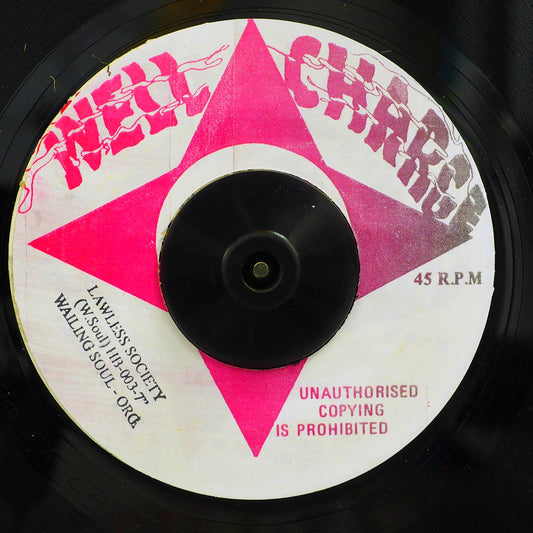 WELL CHARGE
45 R.P.M
LAWLESS SOCIETY
(W.Soul) HB-003-7"
WAILING SOUL - ORG.
UNAUTHORISED
COPYING
IS PROHIBITED